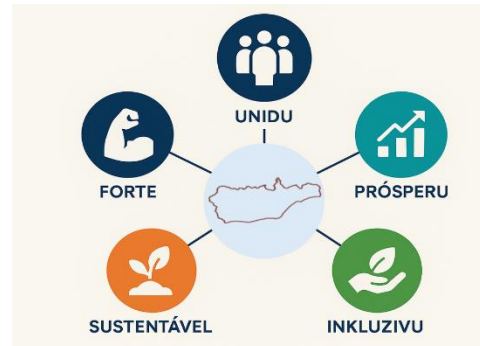 UNIDU
FORTE
PRÓSPERU
SUSTENTÁVEL
INKLUZIVU